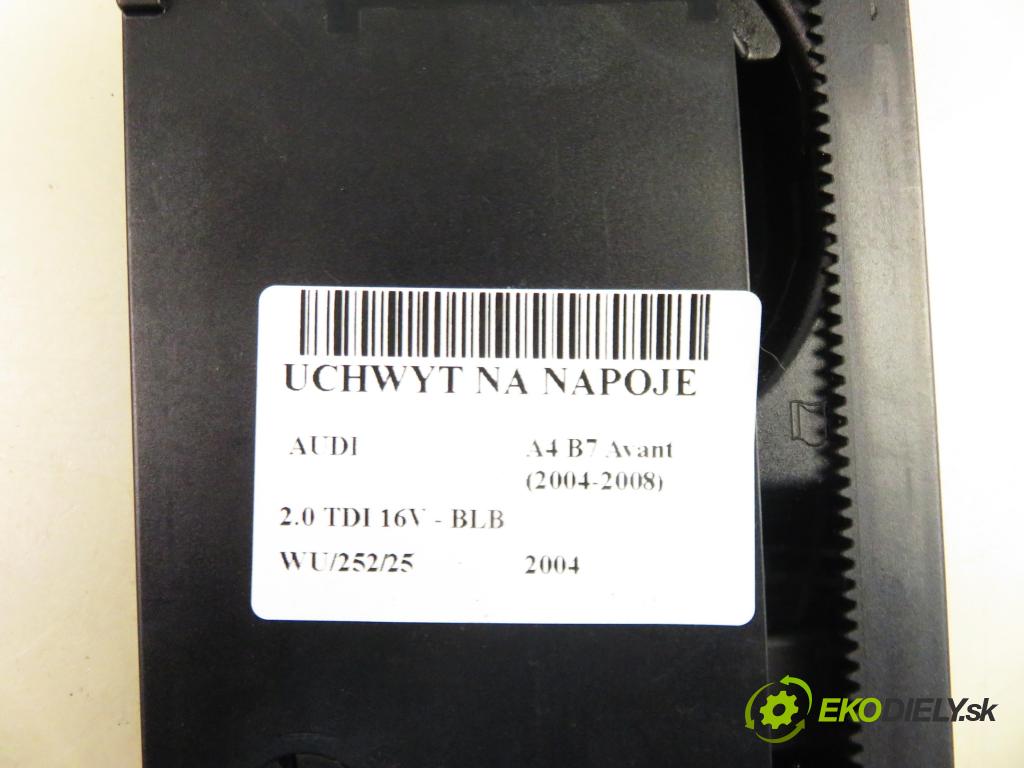 UCHWYT NA NAPOJE
AUDI A4 B7 Avant
(2004-2008)
2.0 TDI 16V - BLB
WU/252/25 2004
EKODIELY.sk